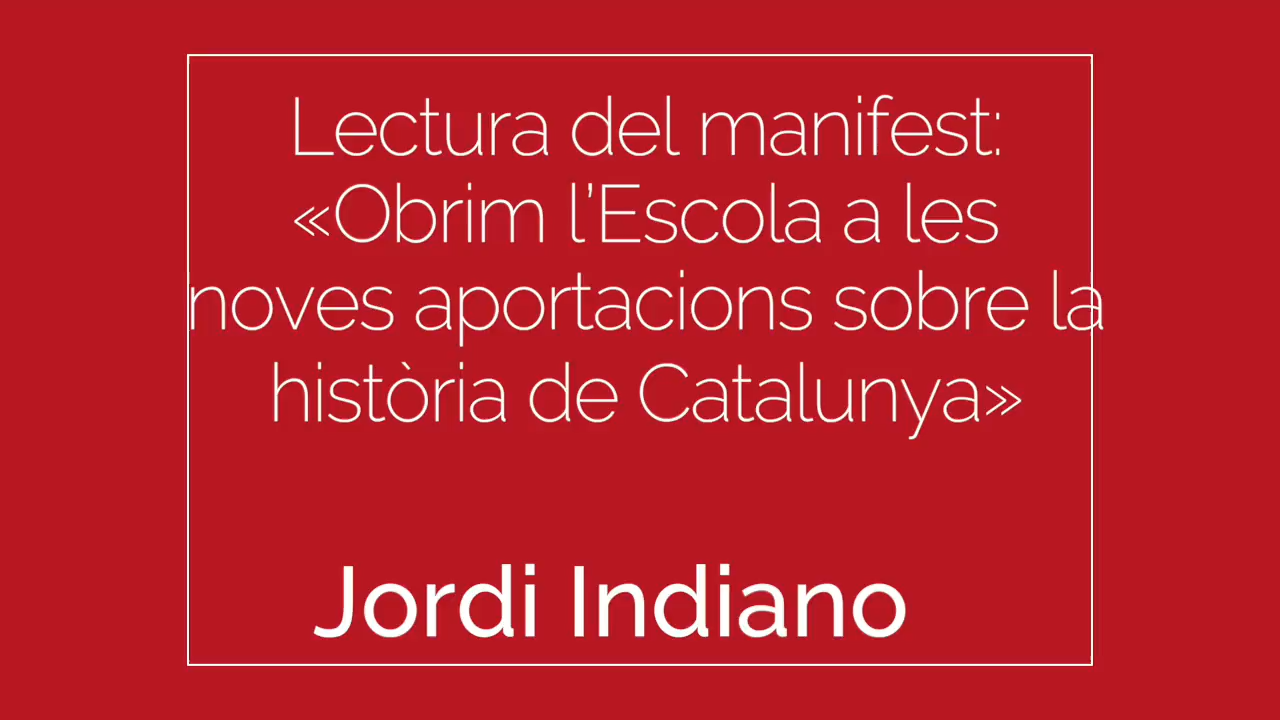 Lectura del manifest:
«Obrim l’Escola a les
noves aportacions sobre la
història de Catalunya»
Jordi Indiano